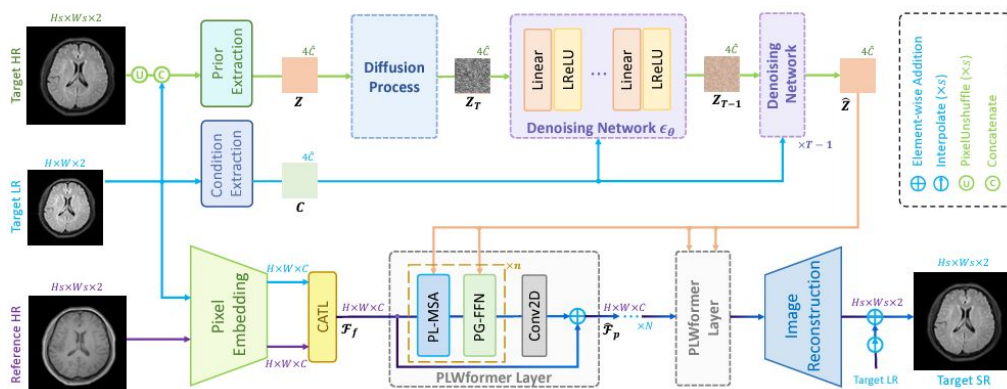 Hs×Ws×2
Target HR
U
C
Prior
Extraction
4Ĉ
Z
Diffusion
Process
4Ĉ
Z_T
Linear
LReLU
...
Linear
LReLU
Denoising Network ϵ_θ
4Ĉ
Z_{T-1}
Denoising
Network
×T−1
4Ĉ
Ẑ
Element-wise Addition
Interpolate (×s)
U PixelUnshuffle (×s)
C Concatenate
H×W×2
Target LR
Condition
Extraction
4Ĉ
C
Hs×Ws×2
Reference HR
Pixel
Embedding
H×W×C
H×W×C
CATL
H×W×C
ℱ_f
PL-MSA
PG-FFN
×n
Conv2D
PLWformer Layer
H×W×C
ℱ̂_p
...
×N
PLWformer
Layer
Image
Reconstruction
Hs×Ws×2
Target LR
Hs×Ws×2
Target SR